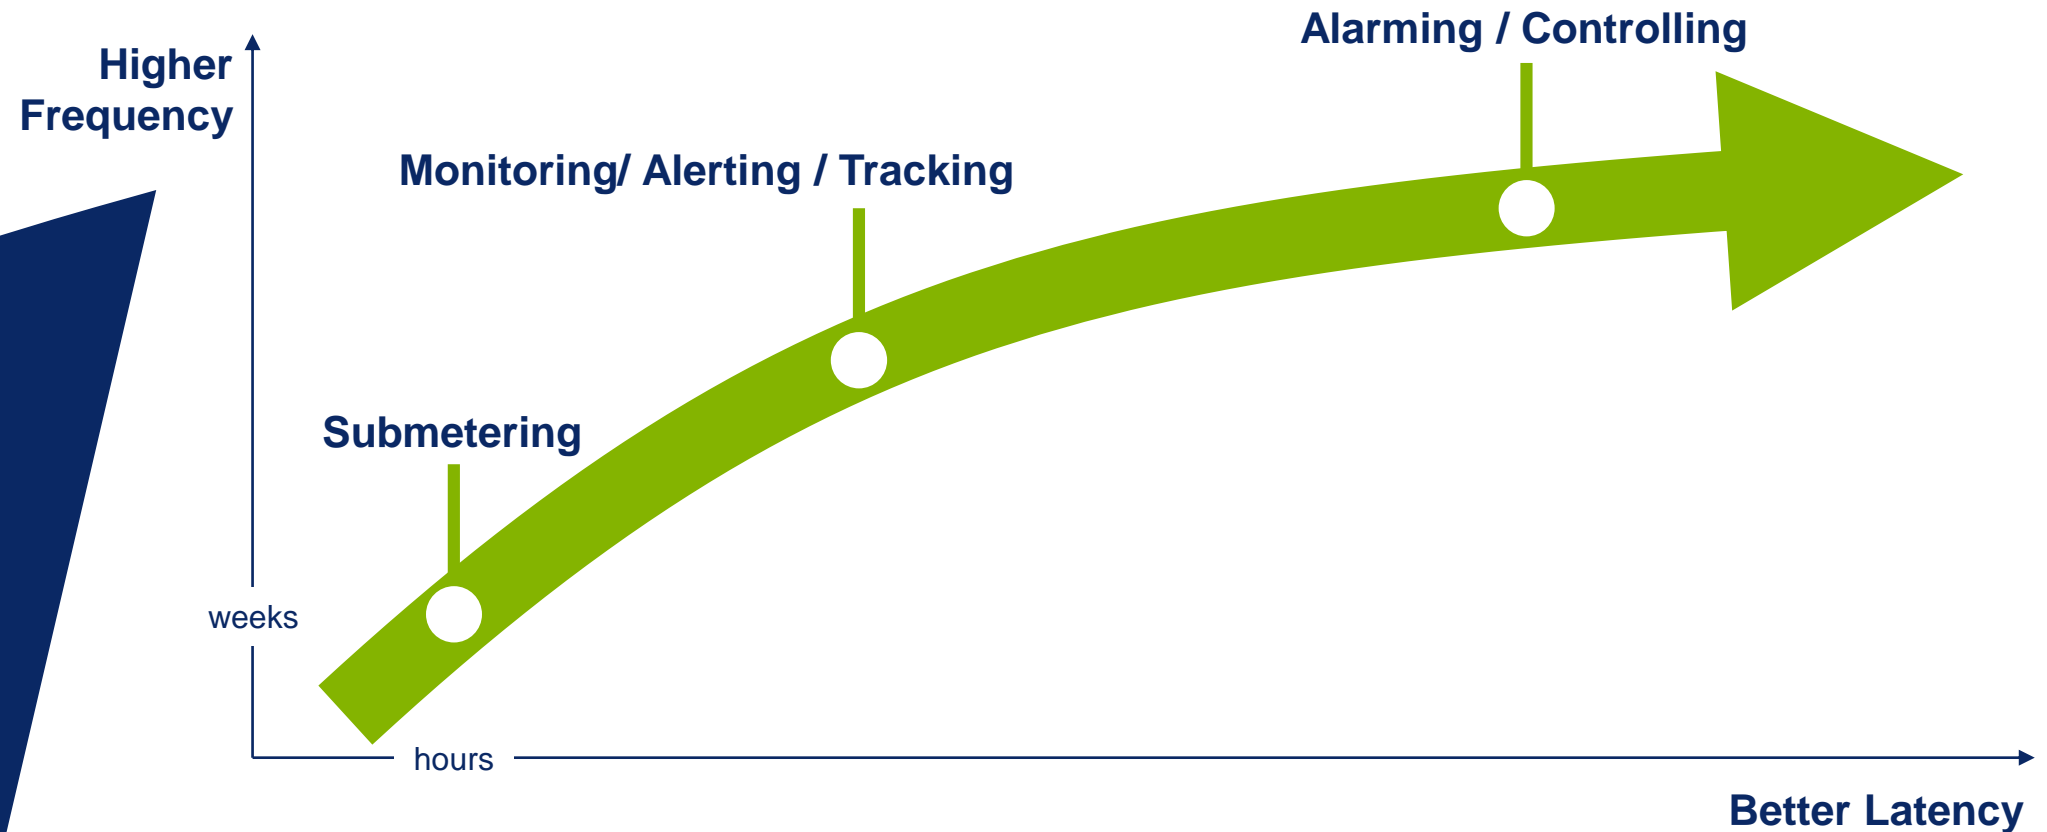 Alarming / Controlling
Higher
Frequency
Monitoring/ Alerting / Tracking
Submetering
weeks
hours
Better Latency